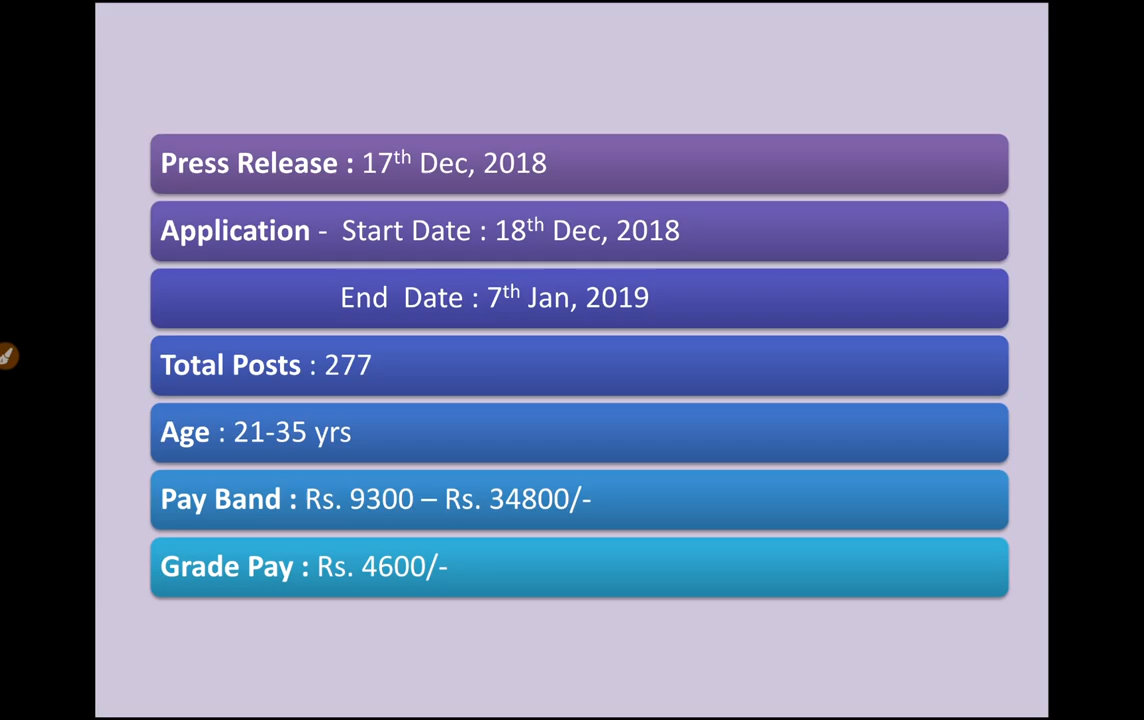 Press Release : 17th Dec, 2018
Application - Start Date : 18th Dec, 2018
End Date : 7th Jan, 2019
Total Posts : 277
Age : 21-35 yrs
Pay Band : Rs. 9300 – Rs. 34800/-
Grade Pay : Rs. 4600/-